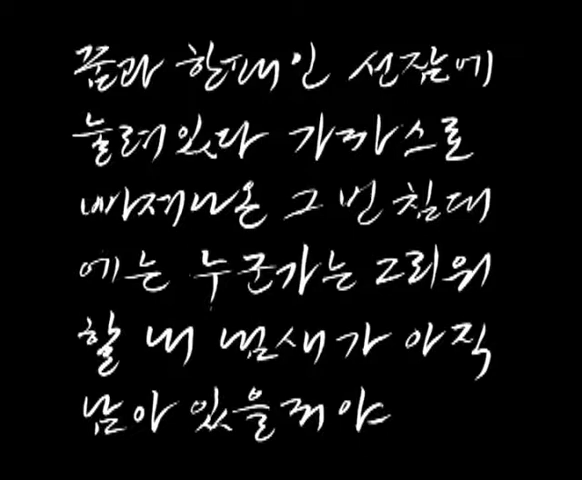 꿈과 한패인 선잠에
눌려있다 가까스로
빠져나온 그 빈 침대
에는 누군가는 그리워
할 내 냄새가 아직
남아 있을거야